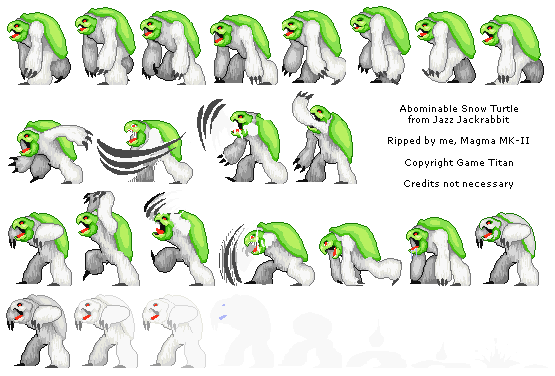 Abominable Snow Turtle
from Jazz Jackrabbit
Ripped by me, Magma MK-II
Copyright Game Titan
Credits not necessary